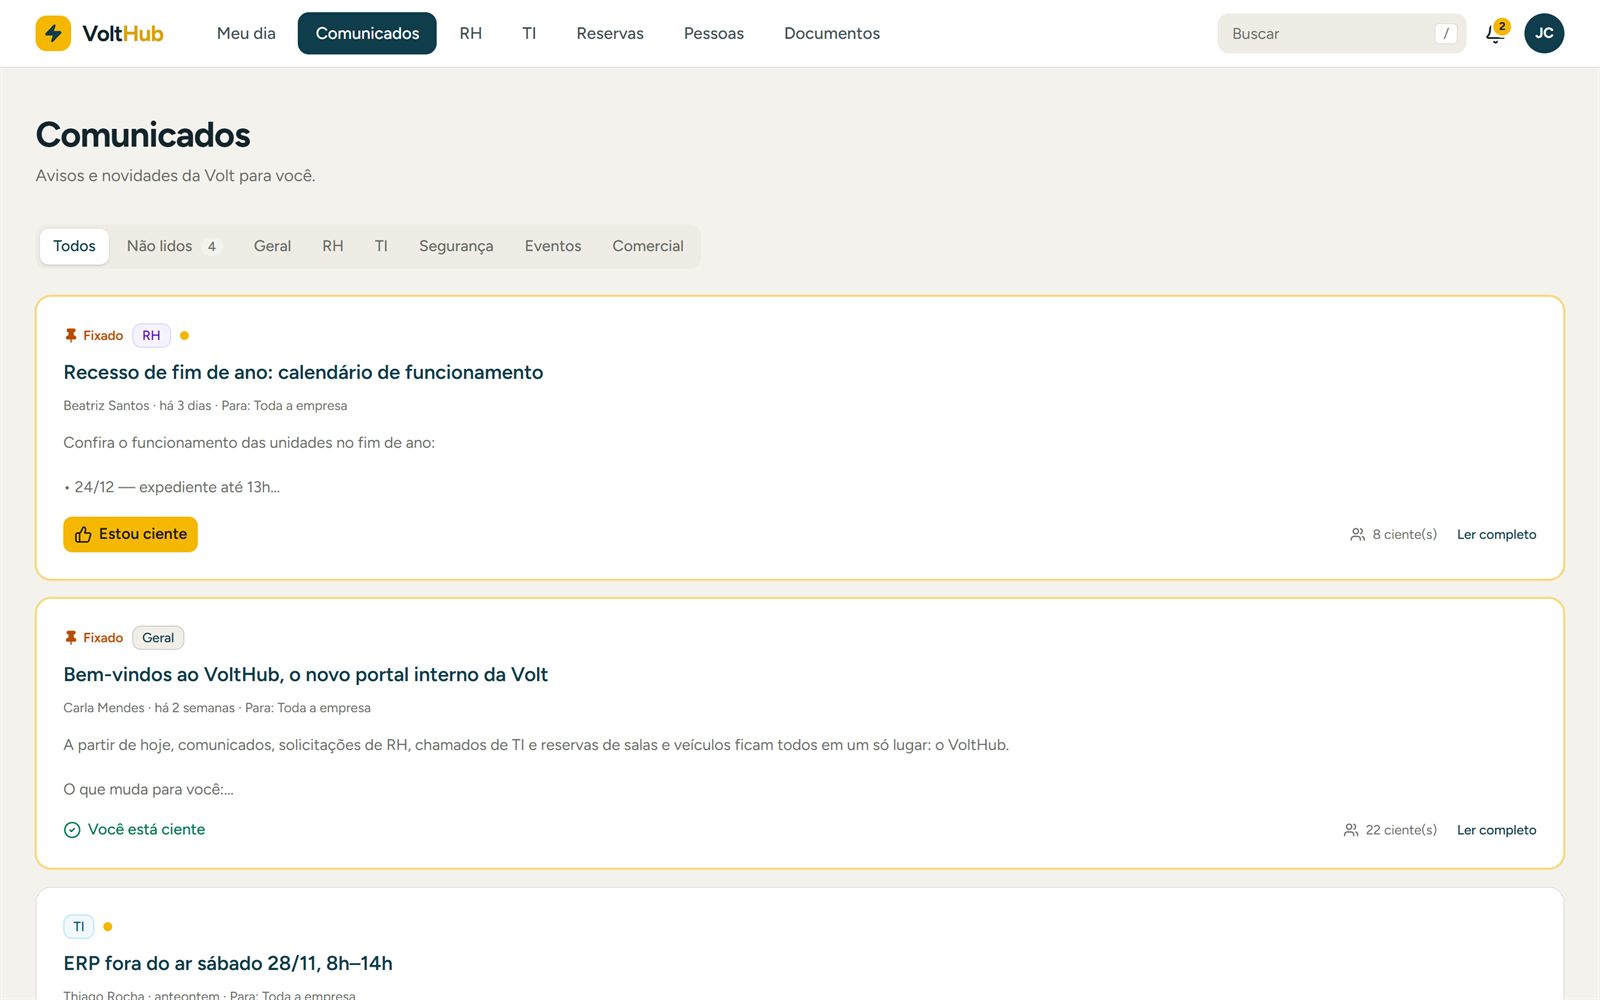 VoltHub
Meu dia
Comunicados
RH
TI
Reservas
Pessoas
Documentos
Buscar
/
2
JC
Comunicados
Avisos e novidades da Volt para você.
Todos
Não lidos 4
Geral
RH
TI
Segurança
Eventos
Comercial
Fixado RH
Recesso de fim de ano: calendário de funcionamento
Beatriz Santos · há 3 dias · Para: Toda a empresa
Confira o funcionamento das unidades no fim de ano:
• 24/12 — expediente até 13h...
Estou ciente
8 ciente(s)
Ler completo
Fixado Geral
Bem-vindos ao VoltHub, o novo portal interno da Volt
Carla Mendes · há 2 semanas · Para: Toda a empresa
A partir de hoje, comunicados, solicitações de RH, chamados de TI e reservas de salas e veículos ficam todos em um só lugar: o VoltHub.
O que muda para você:...
Você está ciente
22 ciente(s)
Ler completo
TI
ERP fora do ar sábado 28/11, 8h–14h
Thiago Rocha · anteontem · Para: Toda a empresa